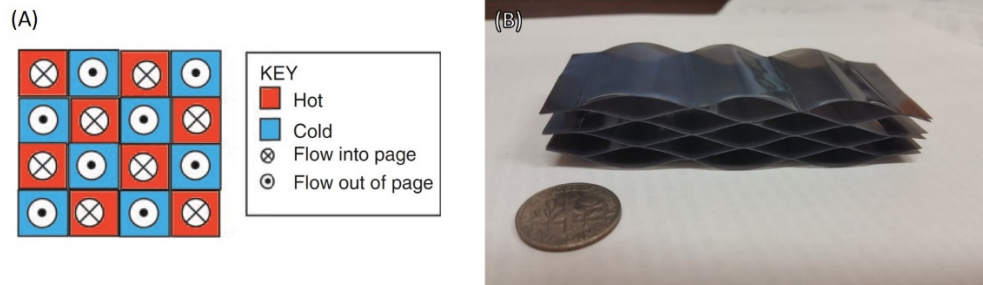 (A)
KEY
Hot
Cold
Flow into page
Flow out of page
(B)